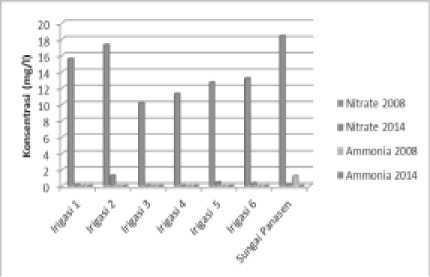 Konsentrasi (mg/l)
20
18
16
14
12
10
8
6
4
2
0
Irigasi 1
Irigasi 2
Irigasi 3
Irigasi 4
Irigasi 5
Irigasi 6
Sungai Panasen
Nitrate 2008
Nitrate 2014
Ammonia 2008
Ammonia 2014